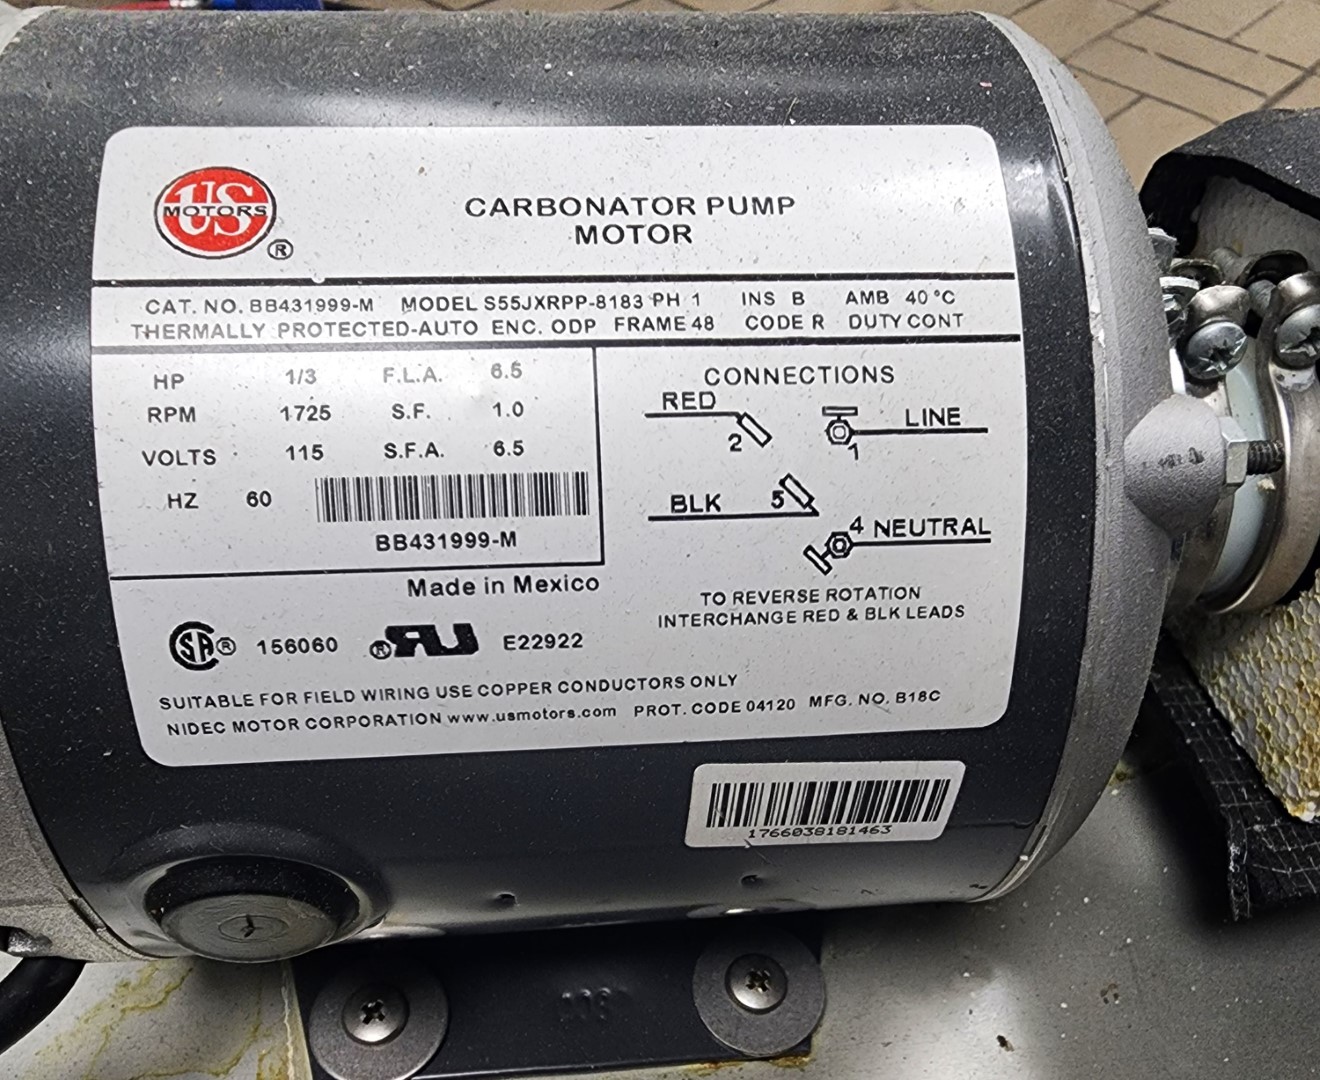 US
MOTORS
®
CARBONATOR PUMP
MOTOR
CAT. NO. BB431999-M MODEL S55JXRPP-8183 PH 1 INS B AMB 40 °C
THERMALLY PROTECTED-AUTO ENC. ODP FRAME 48 CODE R DUTY CONT
HP 1/3 F.L.A. 6.5
RPM 1725 S.F. 1.0
VOLTS 115 S.F.A. 6.5
HZ 60
BB431999-M
CONNECTIONS
RED 2 LINE 1
BLK 5 4 NEUTRAL
TO REVERSE ROTATION
INTERCHANGE RED & BLK LEADS
Made in Mexico
SA® 156060 ®RU E22922
SUITABLE FOR FIELD WIRING USE COPPER CONDUCTORS ONLY
NIDEC MOTOR CORPORATION www.usmotors.com PROT. CODE 04120 MFG. NO. B18C
1766038181463